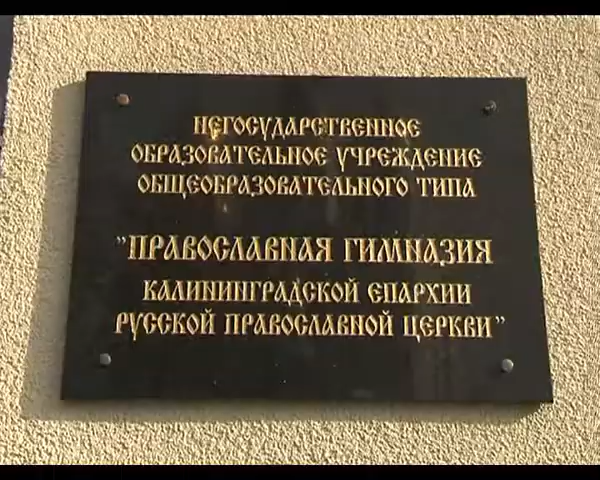 НЕГОСУДАРСТВЕННОЕ
ОБРАЗОВАТЕЛЬНОЕ УЧРЕЖДЕНИЕ
ОБЩЕОБРАЗОВАТЕЛЬНОГО ТИПА
"ПРАВОСЛАВНАЯ ГИМНАЗИЯ
КАЛИНИНГРАДСКОЙ ЕПАРХИИ
РУССКОЙ ПРАВОСЛАВНОЙ ЦЕРКВИ"